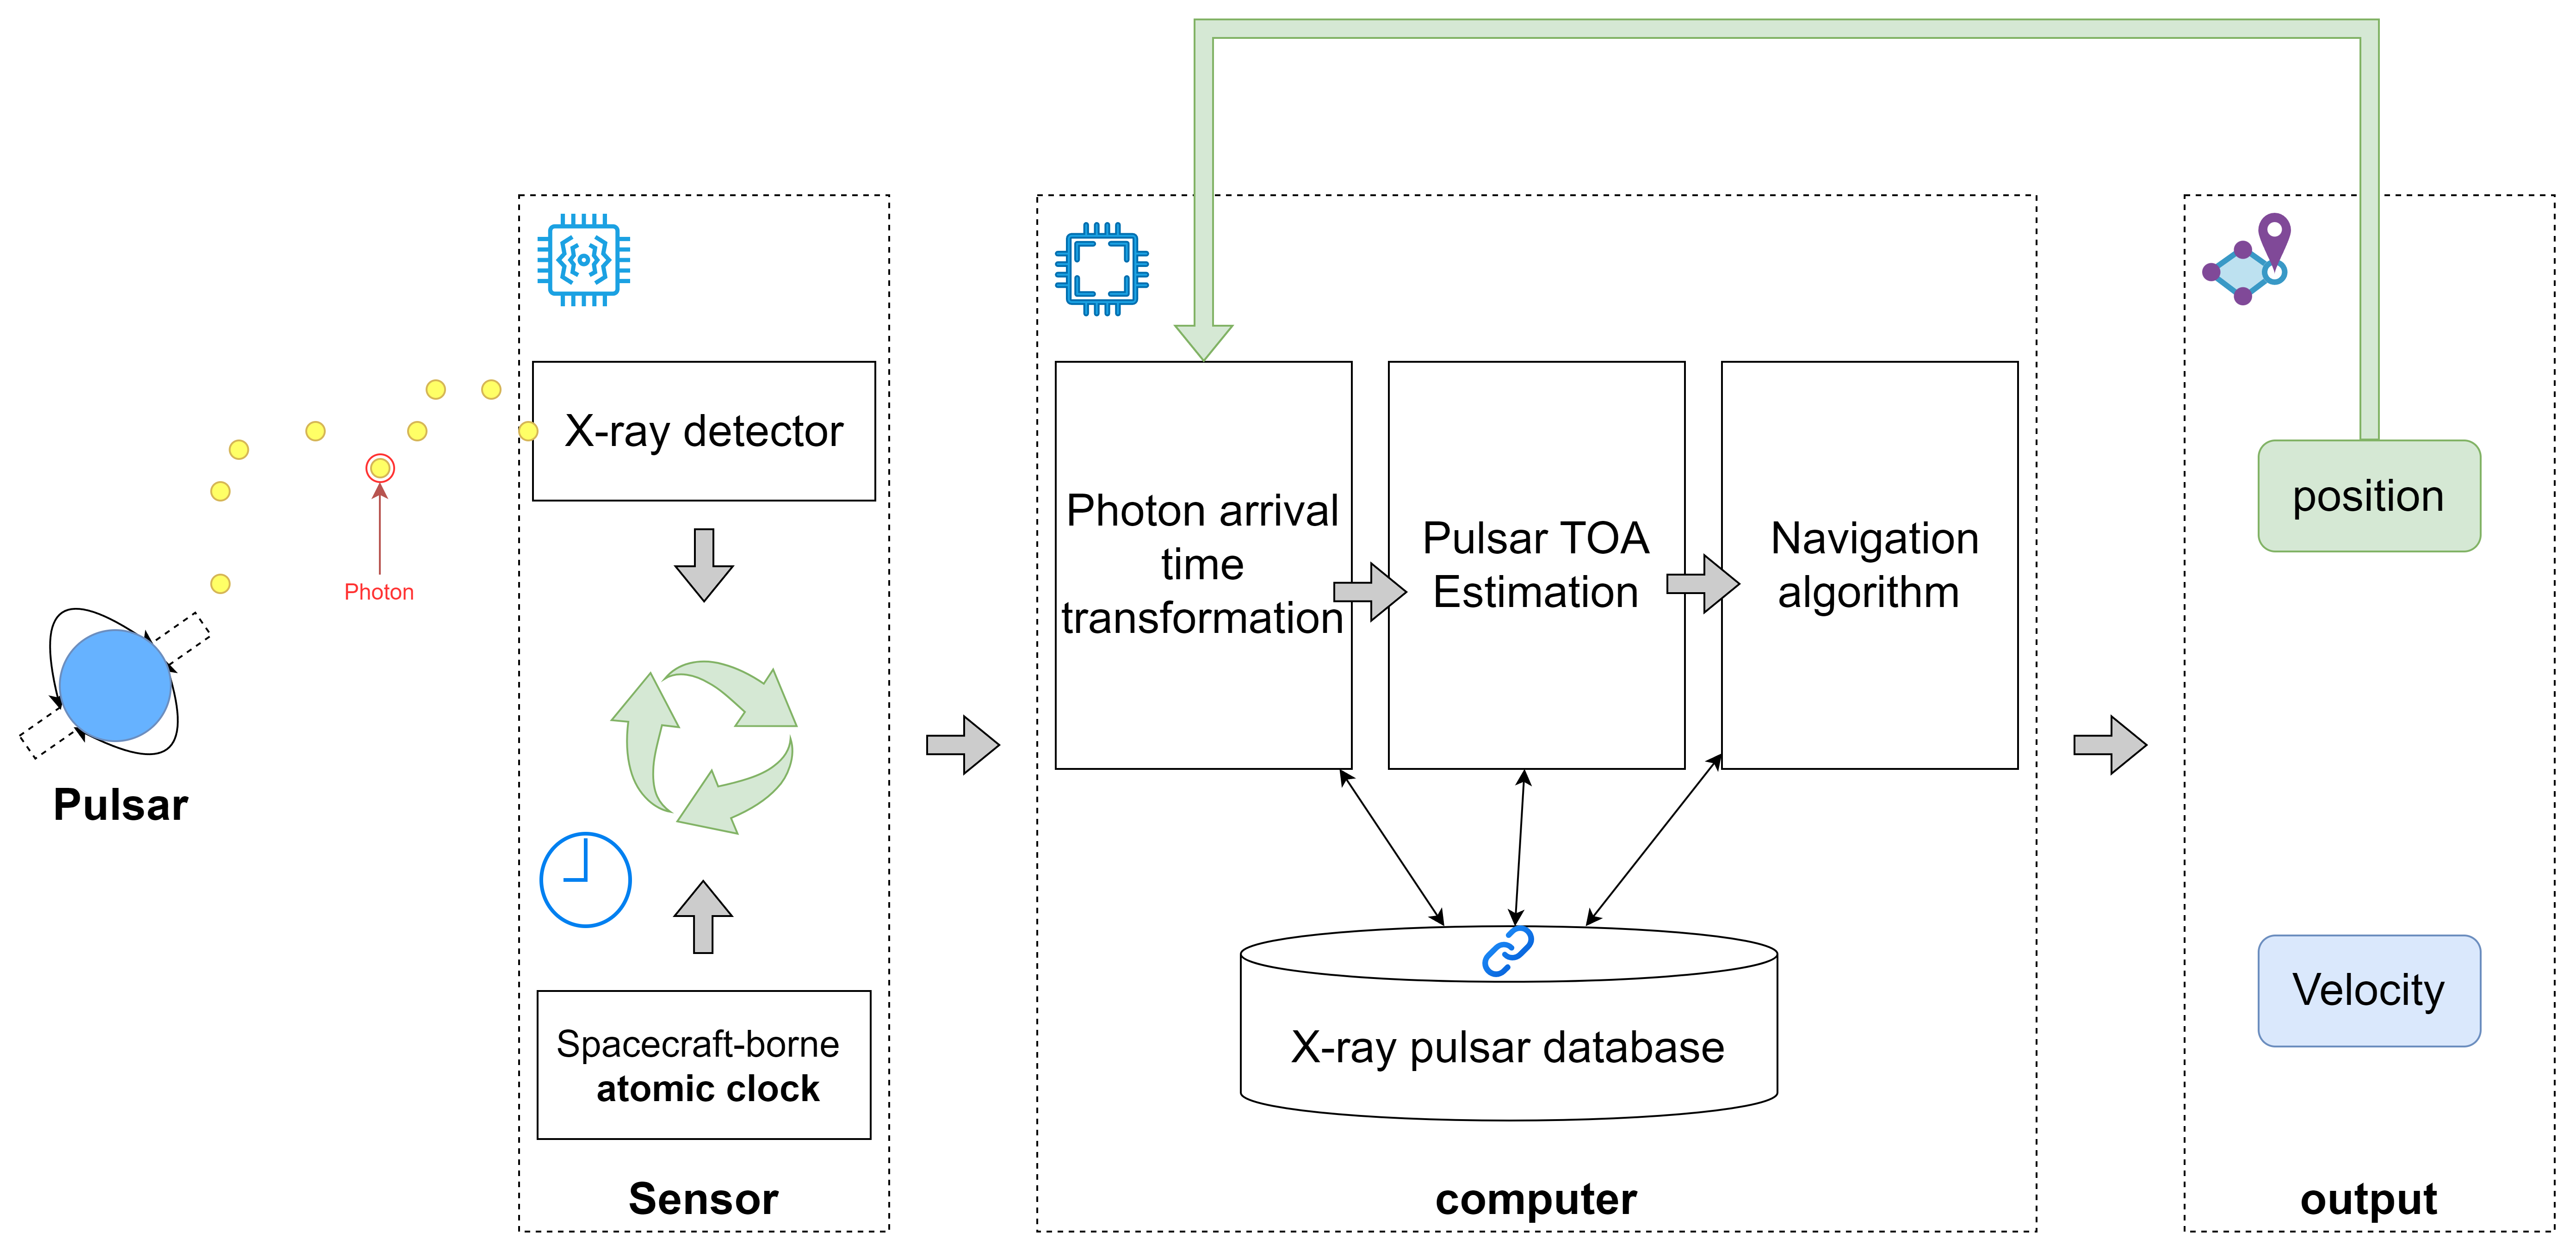 Photon
Pulsar
X-ray detector
Spacecraft-borne
atomic clock
Sensor
Photon arrival
time
transformation
Pulsar TOA
Estimation
Navigation
algorithm
X-ray pulsar database
computer
position
Velocity
output